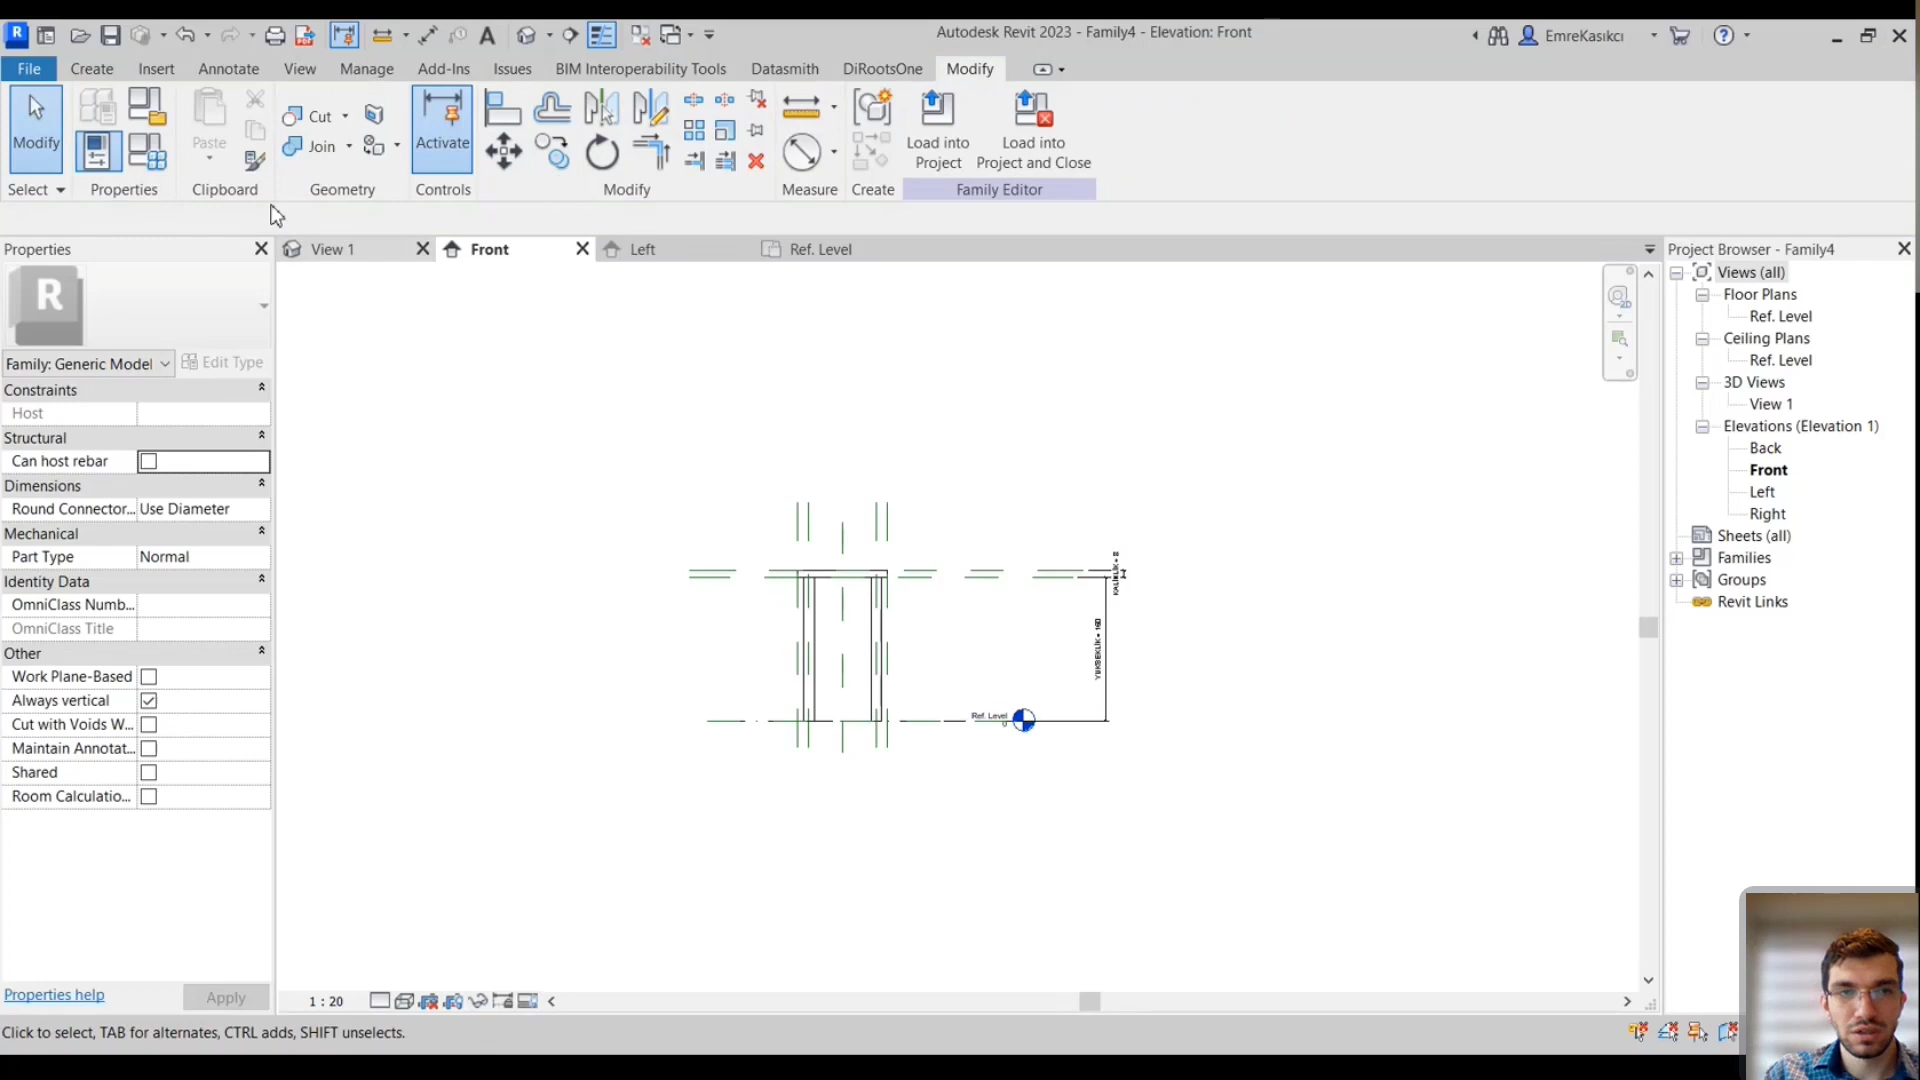 Autodesk Revit 2023 - Family4 - Elevation: Front
EmreKasıkcı
File Create Insert Annotate View Manage Add-Ins Issues BIM Interoperability Tools Datasmith DiRootsOne Modify
Modify
Paste
Cut
Join
Activate
Load into Project
Load into Project and Close
Select Properties Clipboard Geometry Controls Modify Measure Create Family Editor
Properties
View 1
Front
Left
Ref. Level
Project Browser - Family4
R
Family: Generic Model
Edit Type
Constraints
Host
Structural
Can host rebar
Dimensions
Round Connector... Use Diameter
Mechanical
Part Type Normal
Identity Data
OmniClass Numb...
OmniClass Title
Other
Work Plane-Based
Always vertical
Cut with Voids W...
Maintain Annotat...
Shared
Room Calculatio...
Properties help
Apply
Views (all)
Floor Plans
Ref. Level
Ceiling Plans
Ref. Level
3D Views
View 1
Elevations (Elevation 1)
Back
Front
Left
Right
Sheets (all)
Families
Groups
Revit Links
YÜKSEKLİK = 160
Ref. Level
0
1 : 20
Click to select, TAB for alternates, CTRL adds, SHIFT unselects.